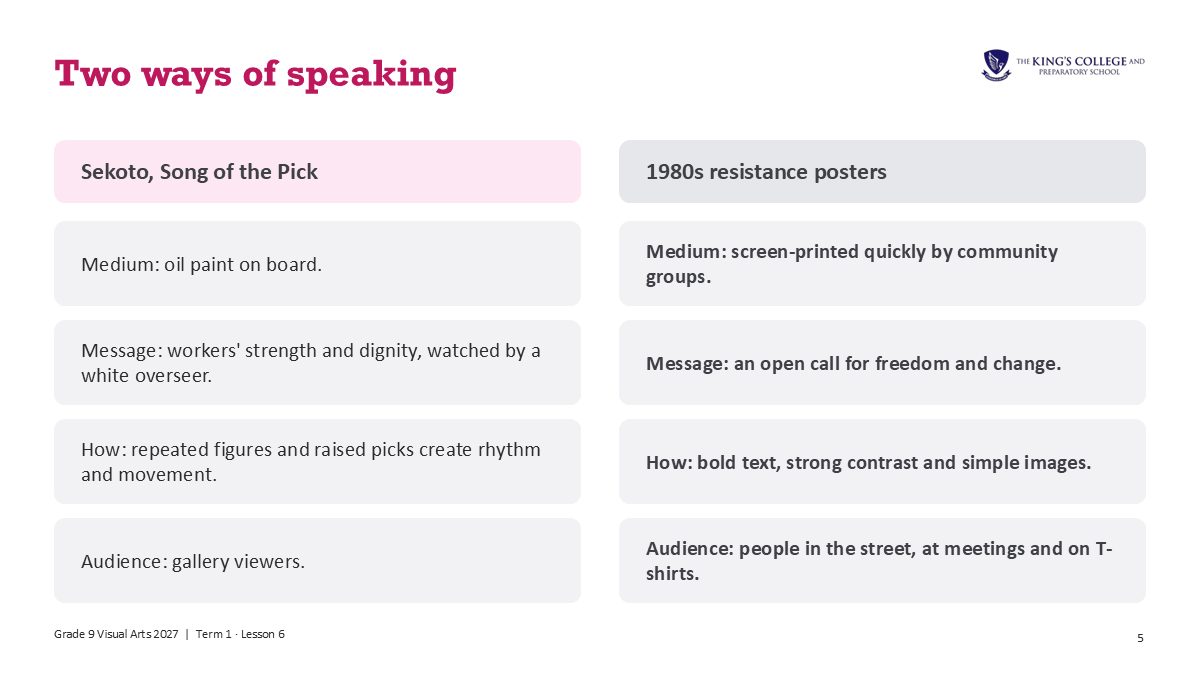 Two ways of speaking
THE KING'S COLLEGE AND
PREPARATORY SCHOOL
Sekoto, Song of the Pick
Medium: oil paint on board.
Message: workers' strength and dignity, watched by a
white overseer.
How: repeated figures and raised picks create rhythm
and movement.
Audience: gallery viewers.
1980s resistance posters
Medium: screen-printed quickly by community
groups.
Message: an open call for freedom and change.
How: bold text, strong contrast and simple images.
Audience: people in the street, at meetings and on T-
shirts.
Grade 9 Visual Arts 2027 | Term 1 · Lesson 6
5